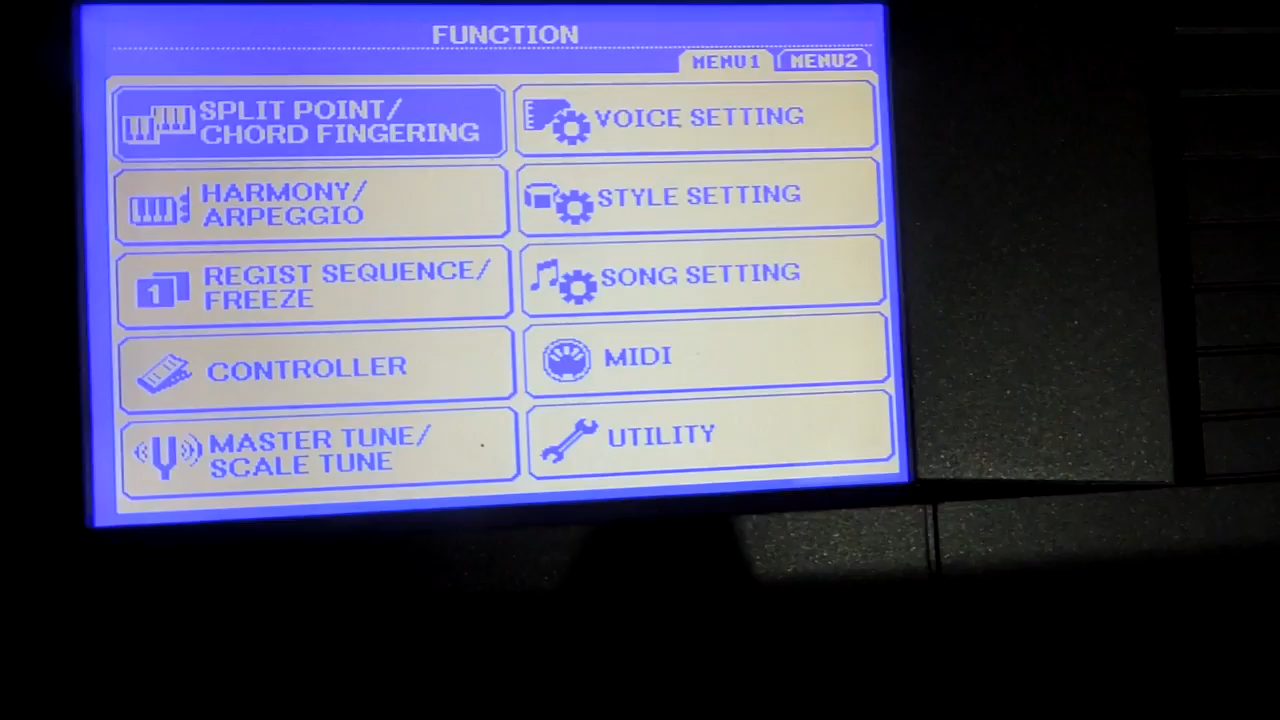 FUNCTION
MENU1 MENU2
SPLIT POINT/
CHORD FINGERING
HARMONY/
ARPEGGIO
1
REGIST SEQUENCE/
FREEZE
CONTROLLER
MASTER TUNE/
SCALE TUNE
VOICE SETTING
STYLE SETTING
SONG SETTING
MIDI
UTILITY